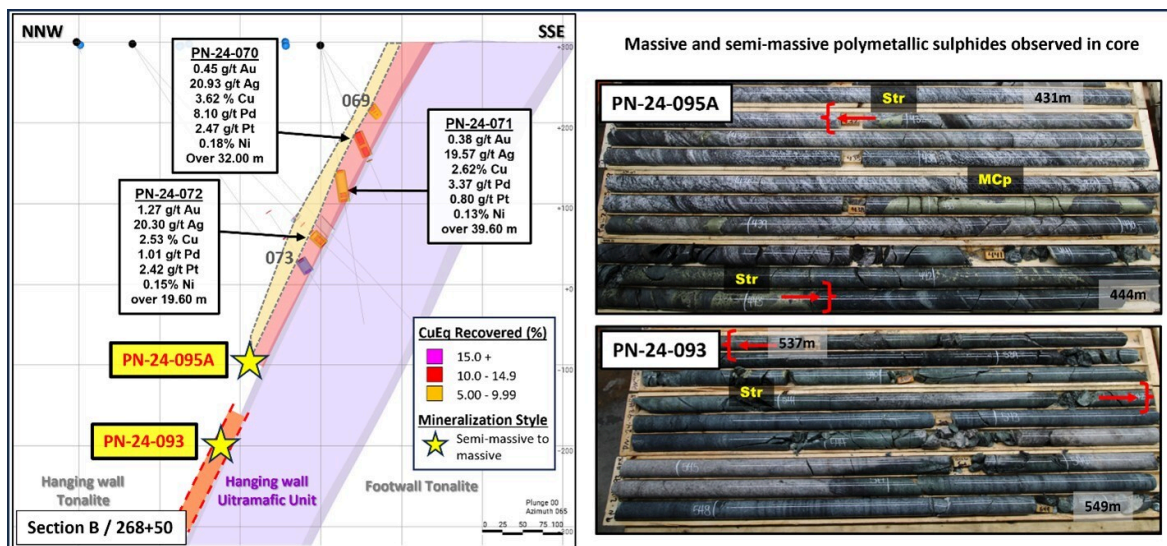 NNW
SSE
+300
PN-24-070
0.45 g/t Au
20.93 g/t Ag
3.62 % Cu
8.10 g/t Pd
2.47 g/t Pt
0.18% Ni
Over 32.00 m
069
+200
PN-24-071
0.38 g/t Au
19.57 g/t Ag
2.62% Cu
3.37 g/t Pd
0.80 g/t Pt
0.13% Ni
over 39.60 m
PN-24-072
1.27 g/t Au
20.30 g/t Ag
2.53 % Cu
1.01 g/t Pd
2.42 g/t Pt
0.15% Ni
over 19.60 m
+100
073
+0
CuEq Recovered (%)
15.0 +
10.0 - 14.9
5.00 - 9.99
Mineralization Style
Semi-massive to
massive
PN-24-095A
-100
PN-24-093
-200
Hanging wall
Tonalite
Hanging wall
Ultramafic Unit
Footwall Tonalite
Plunge 00
Azimuth 065
0 25 50 75 100
Section B / 268+50
Massive and semi-massive polymetallic sulphides observed in core
PN-24-095A
Str
431m
MCp
Str
444m
PN-24-093
537m
Str
549m